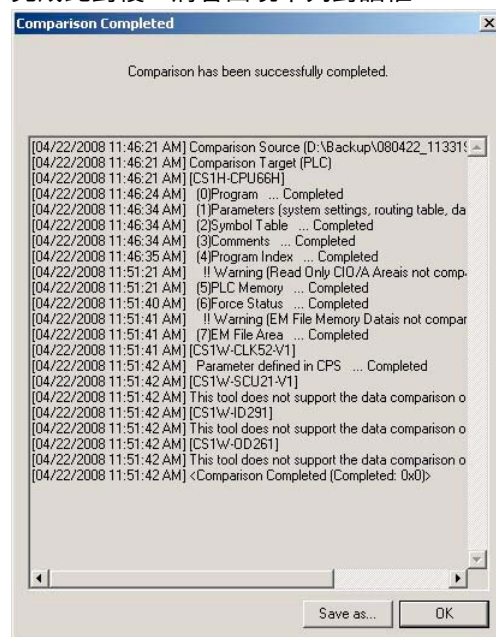 Comparison Completed
Comparison has been successfully completed.
[04/22/2008 11:46:21 AM] Comparison Source (D:\Backup\080422_113319
[04/22/2008 11:46:21 AM] Comparison Target (PLC)
[04/22/2008 11:46:21 AM] [CS1H-CPU66H]
[04/22/2008 11:46:24 AM] (0)Program ... Completed
[04/22/2008 11:46:34 AM] (1)Parameters (system settings, routing table, da
[04/22/2008 11:46:34 AM] (2)Symbol Table ... Completed
[04/22/2008 11:46:34 AM] (3)Comments ... Completed
[04/22/2008 11:46:35 AM] (4)Program Index ... Completed
[04/22/2008 11:51:21 AM] !! Warning (Read Only CIO/A Areais not comp
[04/22/2008 11:51:21 AM] (5)PLC Memory ... Completed
[04/22/2008 11:51:40 AM] (6)Force Status ... Completed
[04/22/2008 11:51:41 AM] !! Warning (EM File Memory Datais not compar
[04/22/2008 11:51:41 AM] (7)EM File Area ... Completed
[04/22/2008 11:51:41 AM] [CS1W-CLK52-V1]
[04/22/2008 11:51:42 AM] Parameter defined in CPS ... Completed
[04/22/2008 11:51:42 AM] [CS1W-SCU21-V1]
[04/22/2008 11:51:42 AM] This tool does not support the data comparison o
[04/22/2008 11:51:42 AM] [CS1W-ID291]
[04/22/2008 11:51:42 AM] This tool does not support the data comparison o
[04/22/2008 11:51:42 AM] [CS1W-OD261]
[04/22/2008 11:51:42 AM] This tool does not support the data comparison o
[04/22/2008 11:51:42 AM] <Comparison Completed (Completed: 0x0)>
Save as...
OK